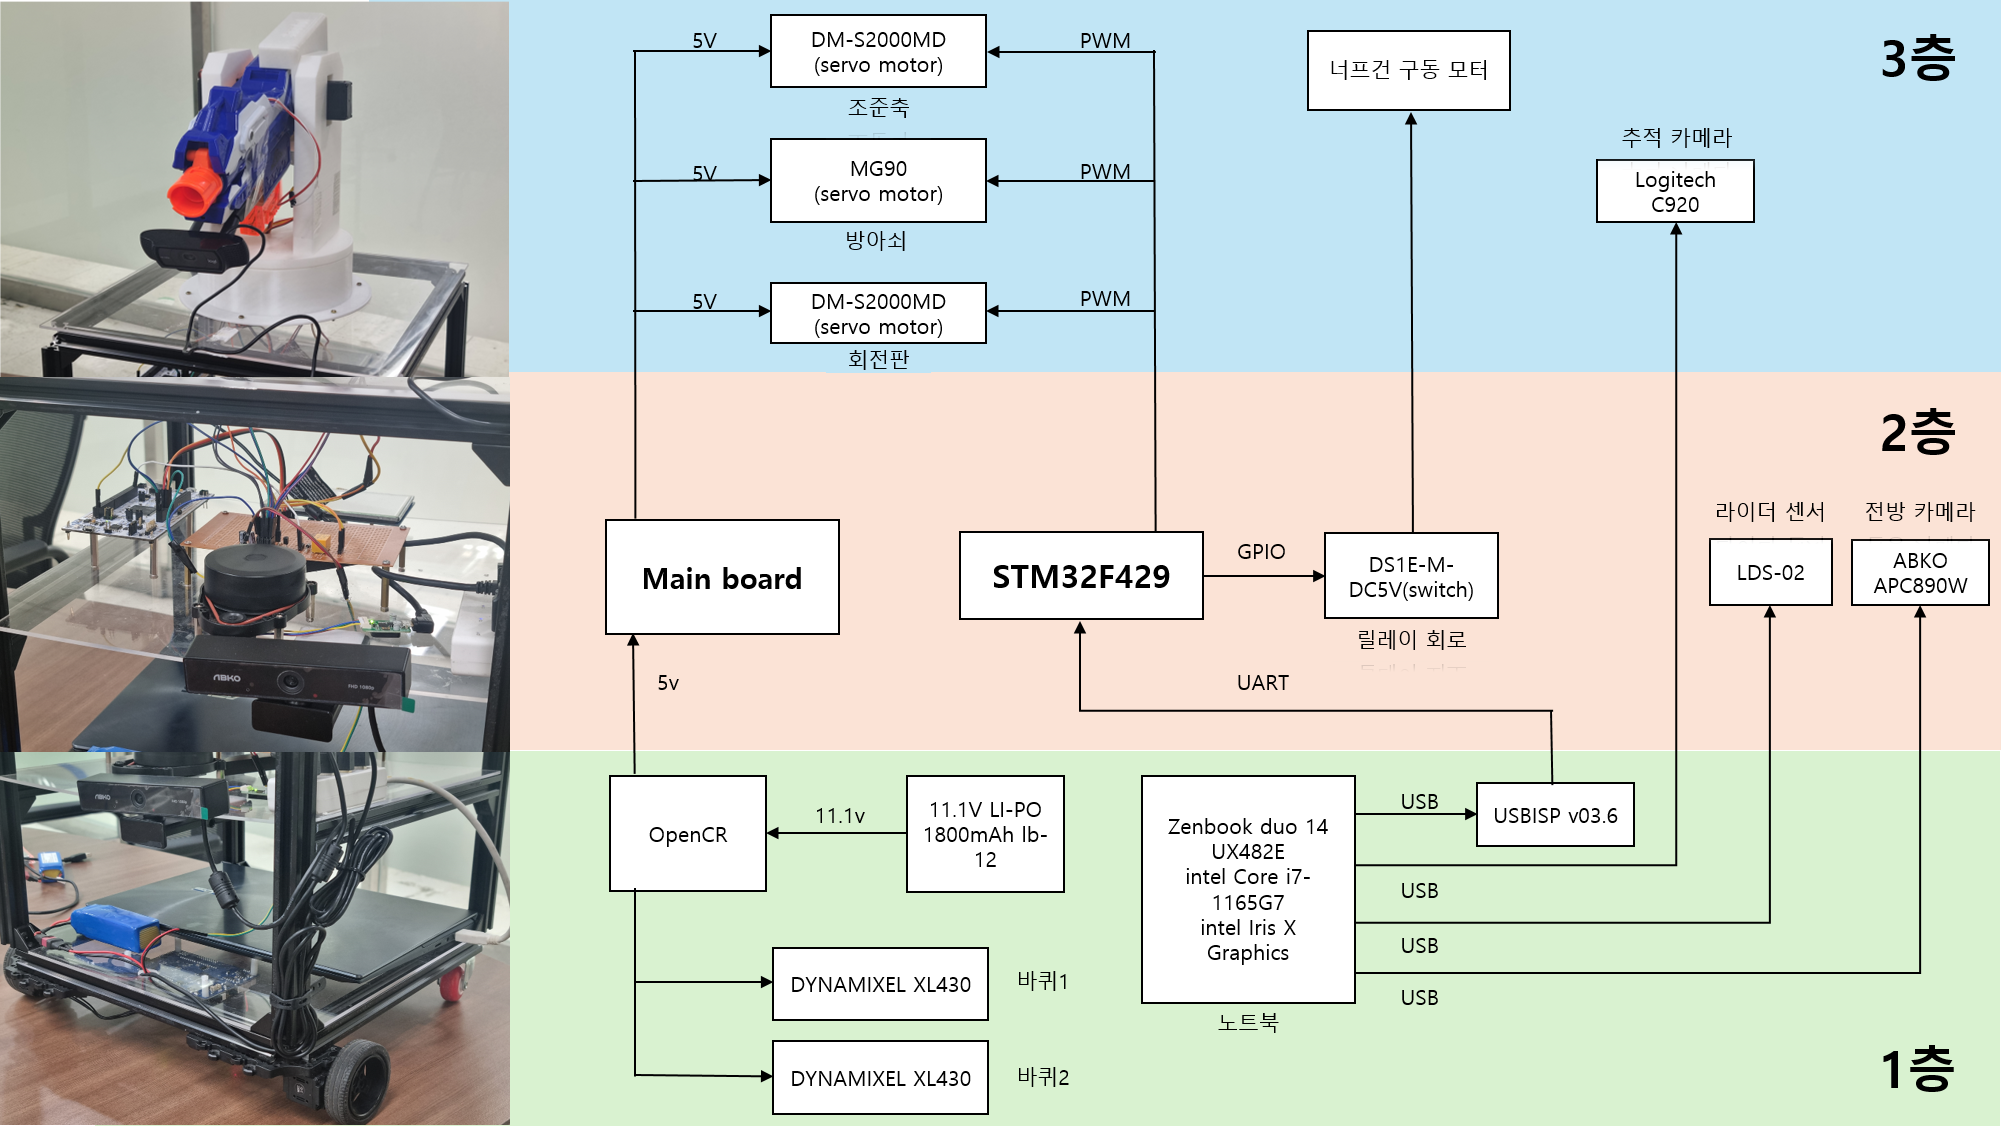 3층
5V
DM-S2000MD
(servo motor)
조준축
PWM
너프건 구동 모터
추적 카메라
Logitech
C920
5V
MG90
(servo motor)
방아쇠
PWM
5V
DM-S2000MD
(servo motor)
회전판
PWM
2층
Main board
STM32F429
GPIO
DS1E-M-
DC5V(switch)
릴레이 회로
라이더 센서
LDS-02
전방 카메라
ABKO
APC890W
5v
UART
ABKO
FHD 1080p
1층
OpenCR
11.1v
11.1V LI-PO
1800mAh lb-
12
Zenbook duo 14
UX482E
intel Core i7-
1165G7
intel Iris X
Graphics
노트북
USB
USBISP v03.6
USB
USB
USB
DYNAMIXEL XL430
바퀴1
DYNAMIXEL XL430
바퀴2
ABKO